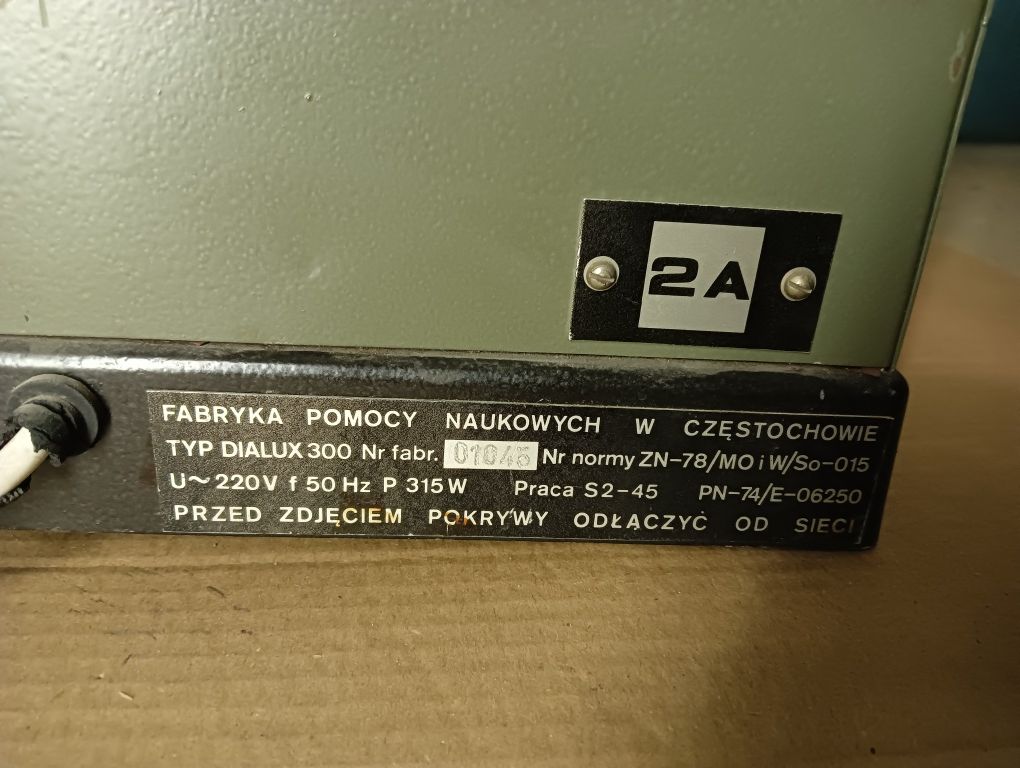 2A
FABRYKA POMOCY NAUKOWYCH W CZĘSTOCHOWIE
TYP DIALUX 300 Nr fabr. 01045 Nr normy ZN-78/MO i W/So-015
U~220V f 50 Hz P 315 W Praca S2-45 PN-74/E-06250
PRZED ZDJĘCIEM POKRYWY ODŁĄCZYĆ OD SIECI